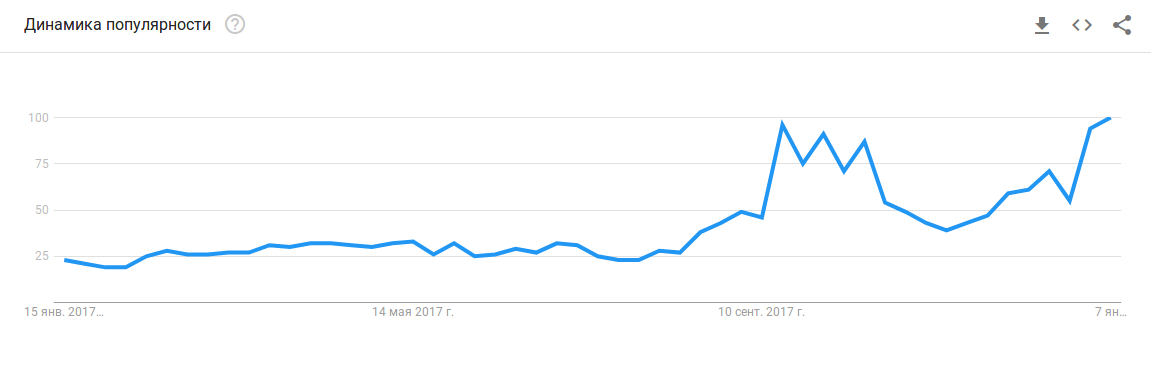 Динамика популярности ?
100
75
50
25
15 янв. 2017…
14 мая 2017 г.
10 сент. 2017 г.
7 ян…